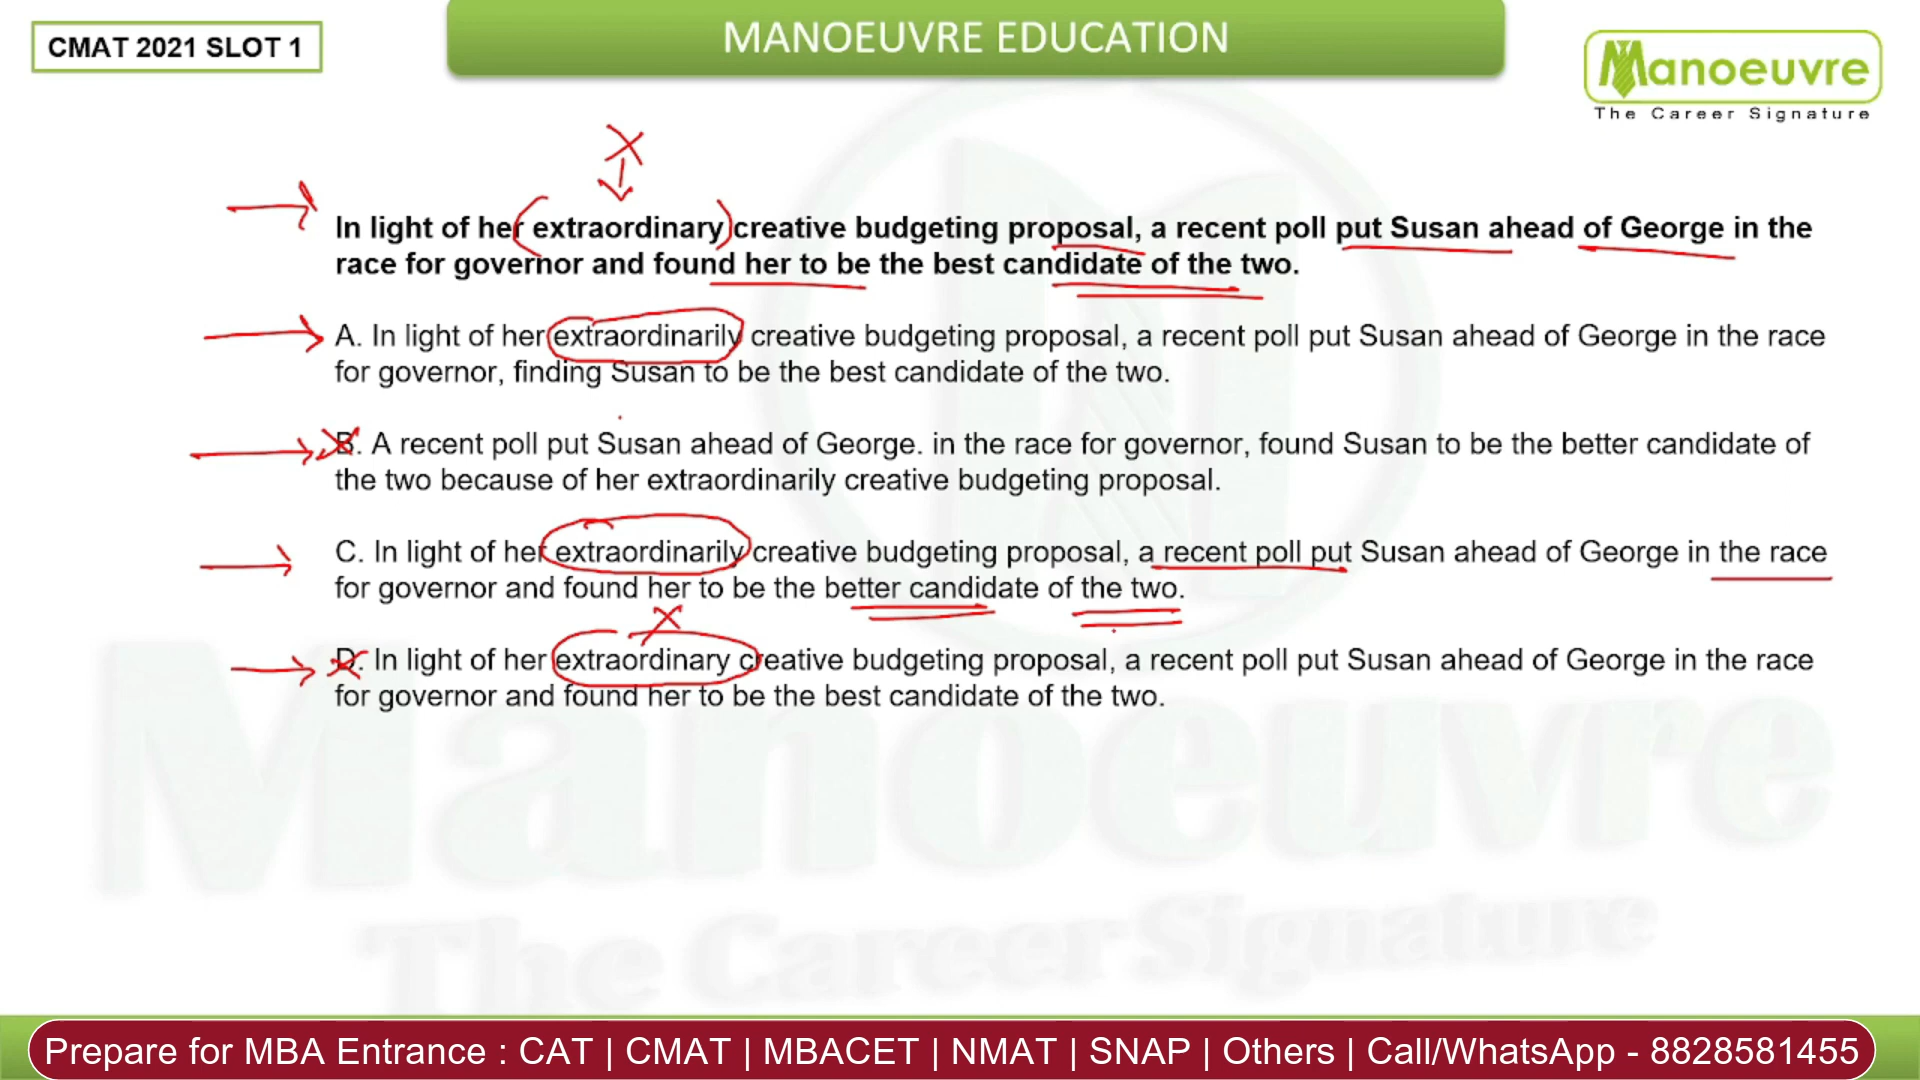 CMAT 2021 SLOT 1
MANOEUVRE EDUCATION
Manoeuvre
The Career Signature
In light of her extraordinary creative budgeting proposal, a recent poll put Susan ahead of George in the
race for governor and found her to be the best candidate of the two.
A. In light of her extraordinarily creative budgeting proposal, a recent poll put Susan ahead of George in the race
for governor, finding Susan to be the best candidate of the two.
B. A recent poll put Susan ahead of George. in the race for governor, found Susan to be the better candidate of
the two because of her extraordinarily creative budgeting proposal.
C. In light of her extraordinarily creative budgeting proposal, a recent poll put Susan ahead of George in the race
for governor and found her to be the better candidate of the two.
D. In light of her extraordinary creative budgeting proposal, a recent poll put Susan ahead of George in the race
for governor and found her to be the best candidate of the two.
Manoeuvre
The Career Signature
Prepare for MBA Entrance : CAT | CMAT | MBACET | NMAT | SNAP | Others | Call/WhatsApp - 8828581455